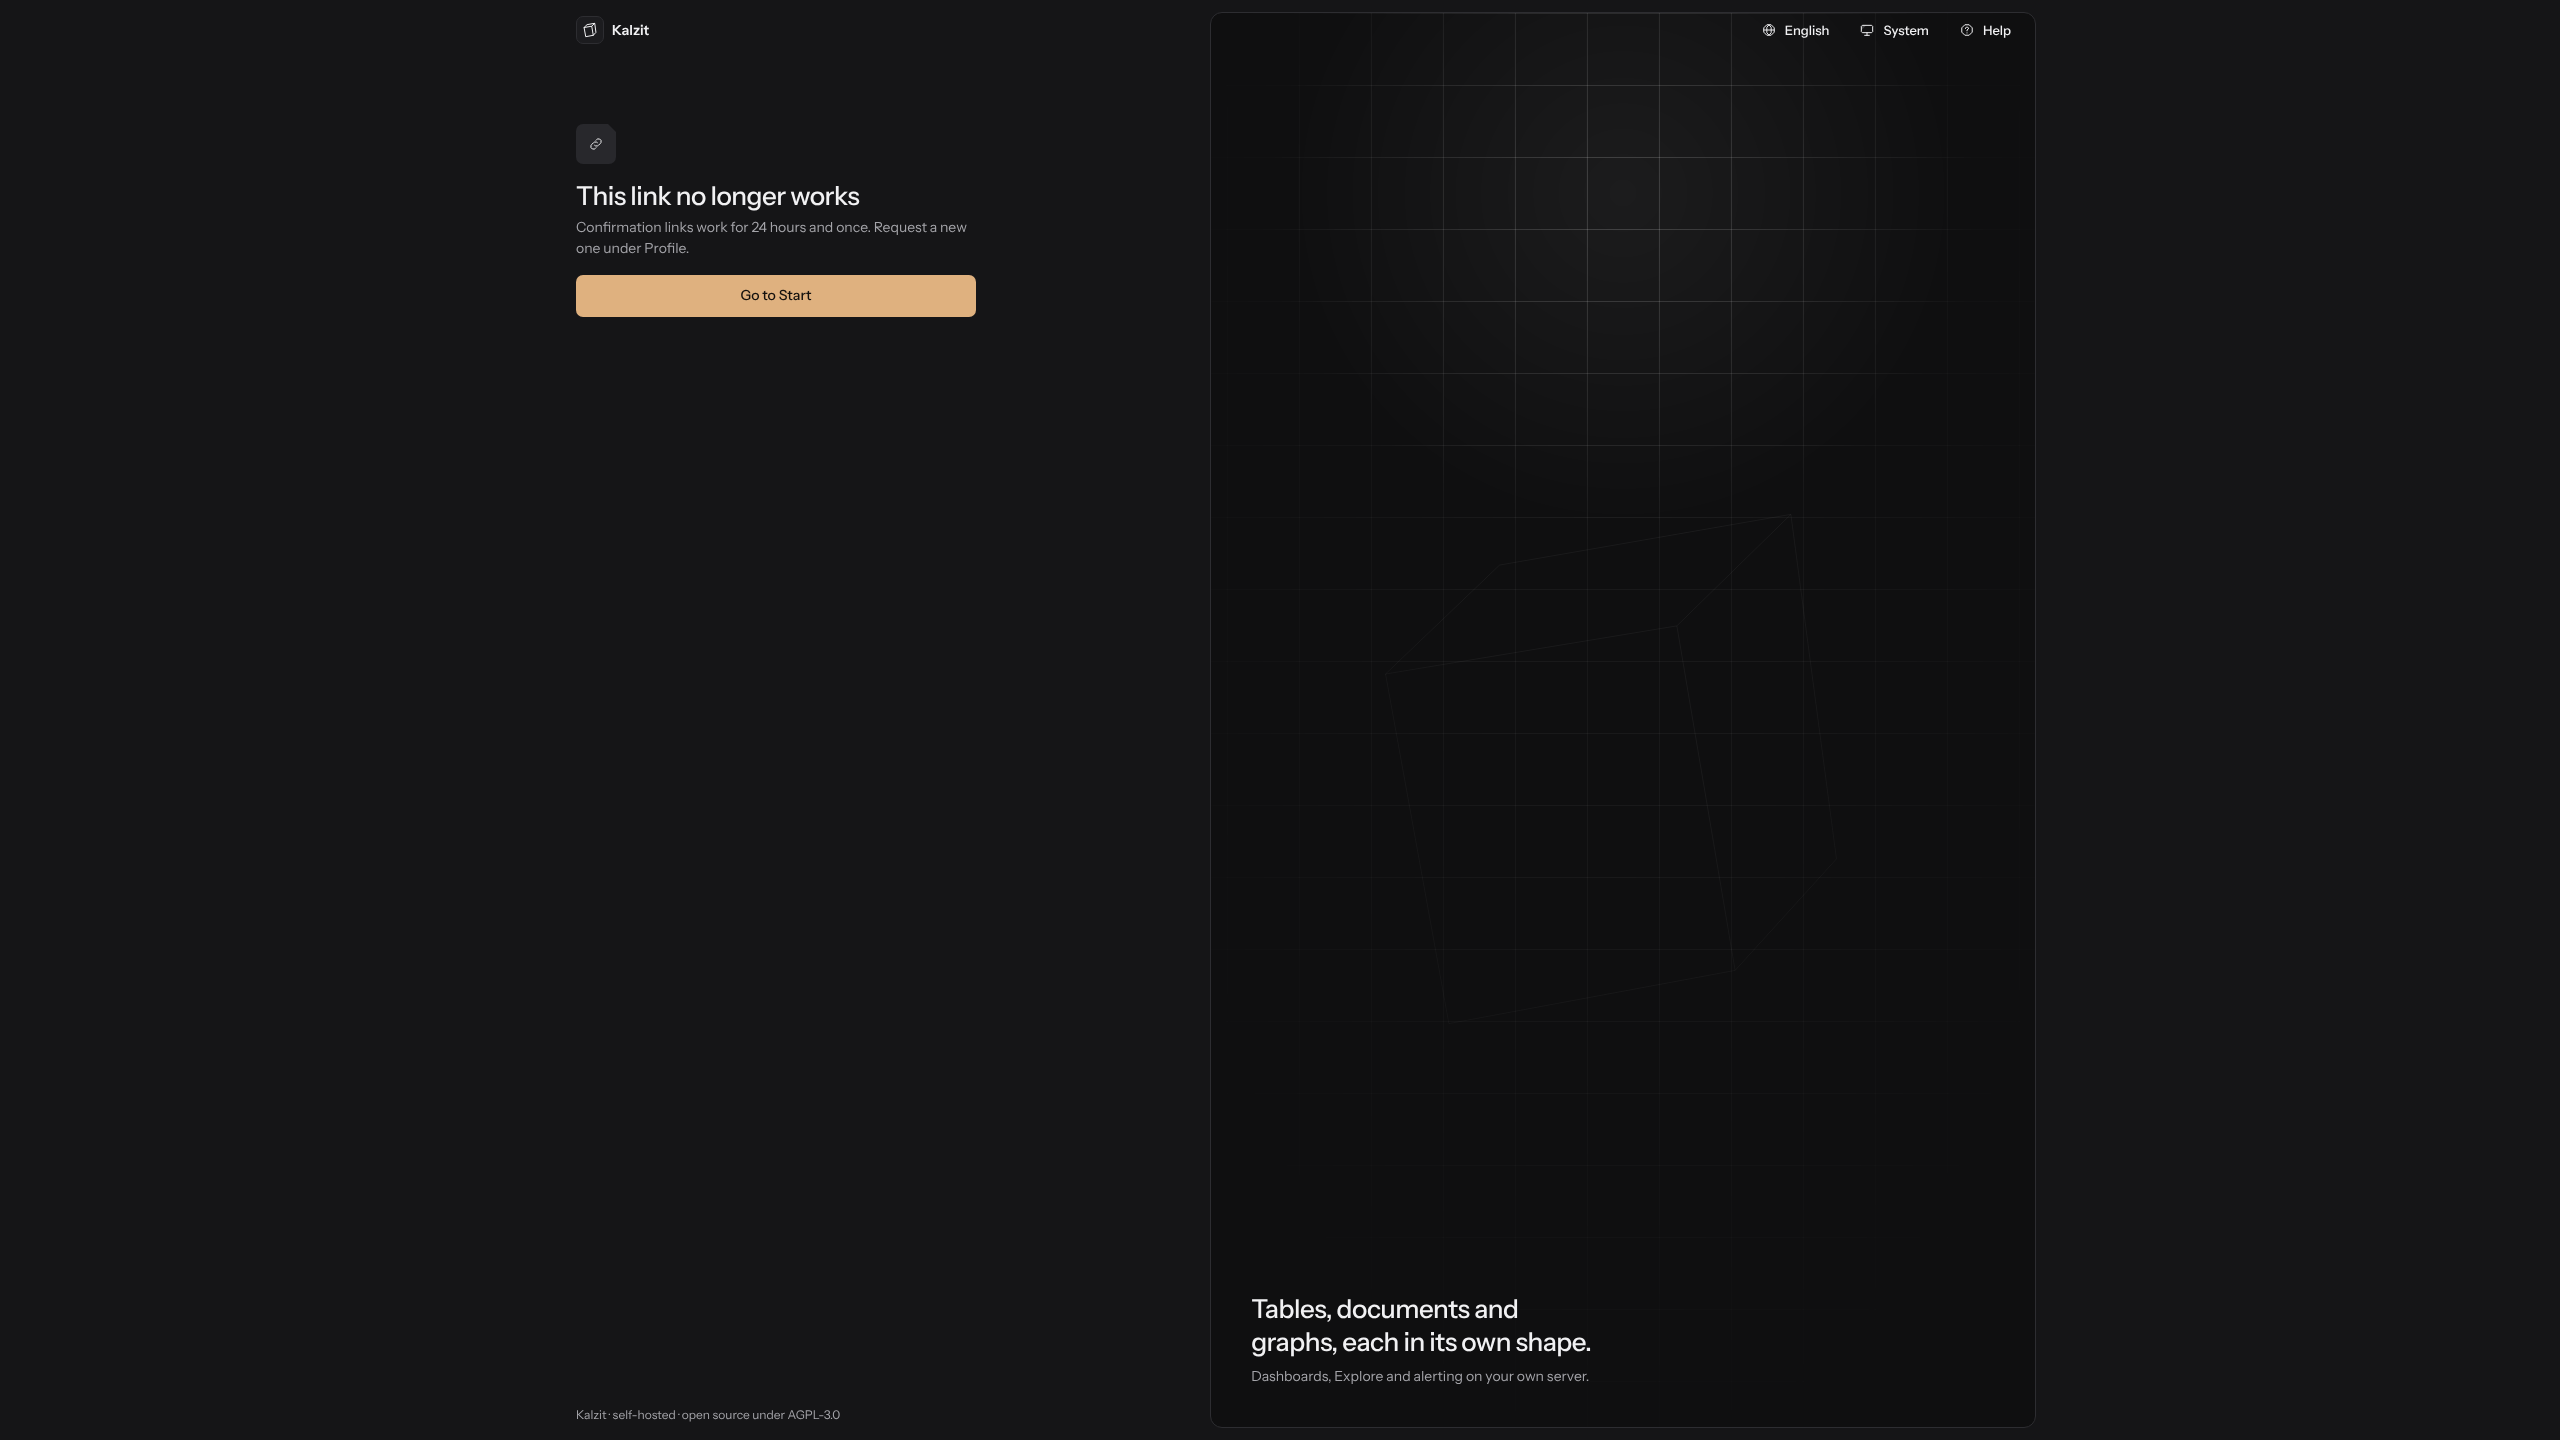 Kalzit
English
System
Help
This link no longer works
Confirmation links work for 24 hours and once. Request a new
one under Profile.
Go to Start
Tables, documents and
graphs, each in its own shape.
Dashboards, Explore and alerting on your own server.
Kalzit · self-hosted · open source under AGPL-3.0